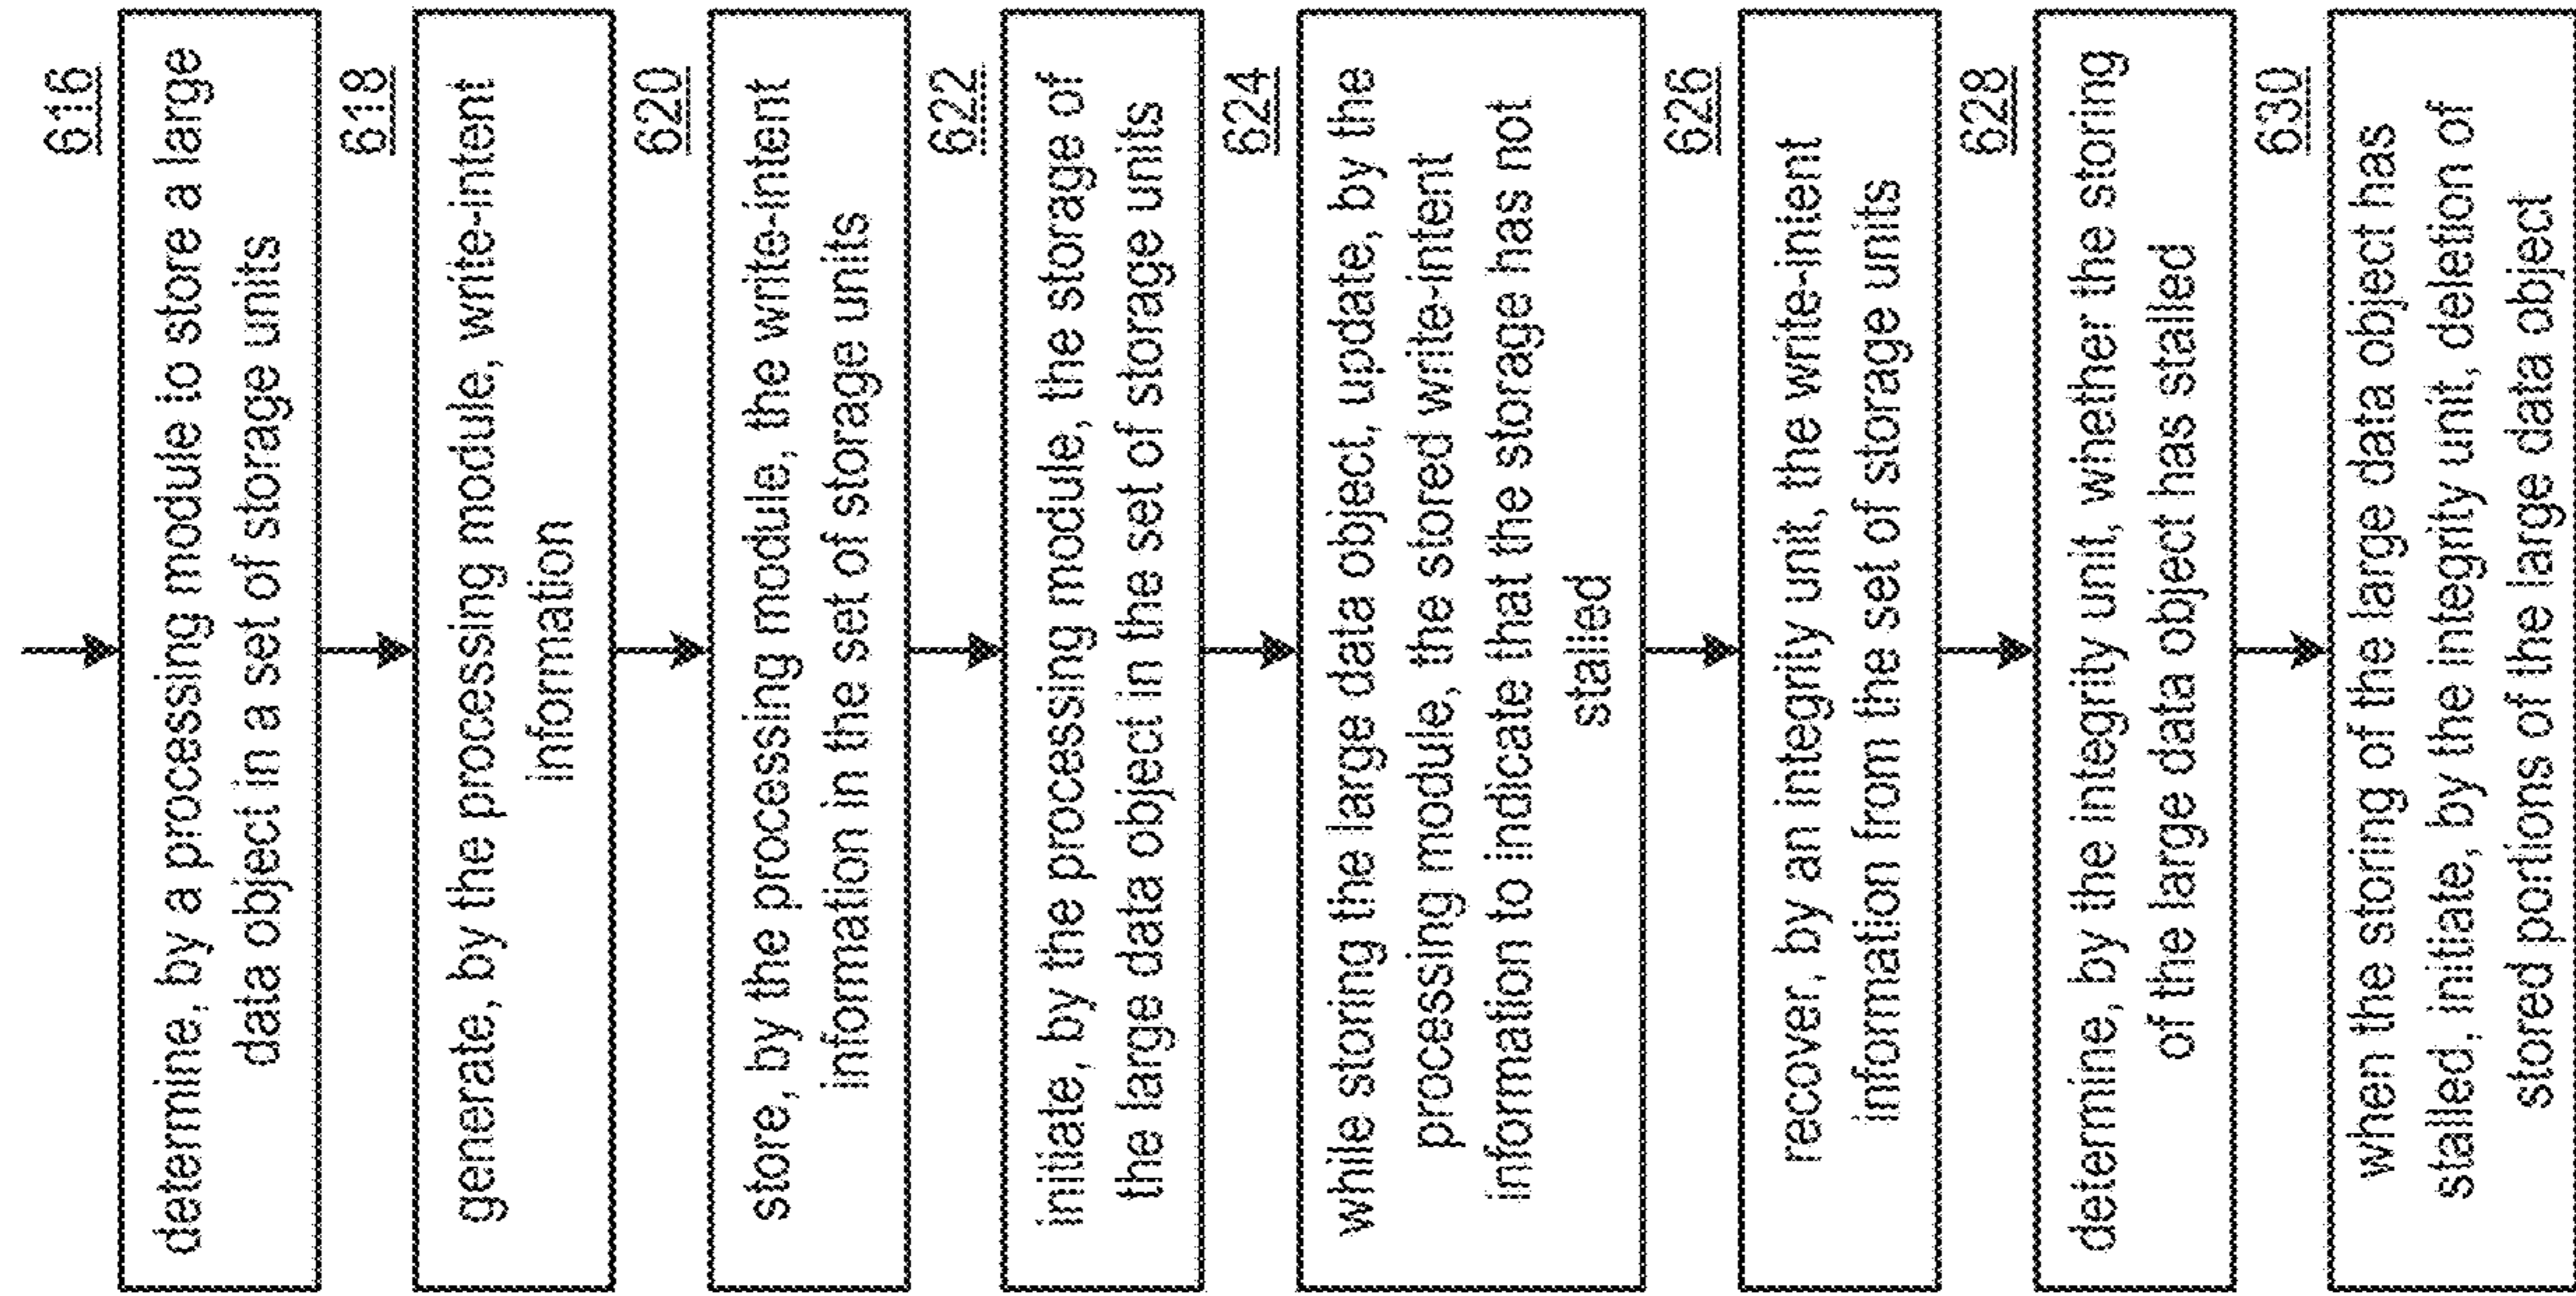 616
determine, by a processing module to store a large
data object in a set of storage units
618
generate, by the processing module, write-intent
information
620
store, by the processing module, the write-intent
information in the set of storage units
622
initiate, by the processing module, the storage of
the large data object in the set of storage units
624
while storing the large data object, update, by the
processing module, the stored write-intent
information to indicate that the storage has not
stalled
626
recover, by an integrity unit, the write-intent
information from the set of storage units
628
determine, by the integrity unit, whether the storing
of the large data object has stalled
630
when the storing of the large data object has
stalled, initiate, by the integrity unit, deletion of
stored portions of the large data object